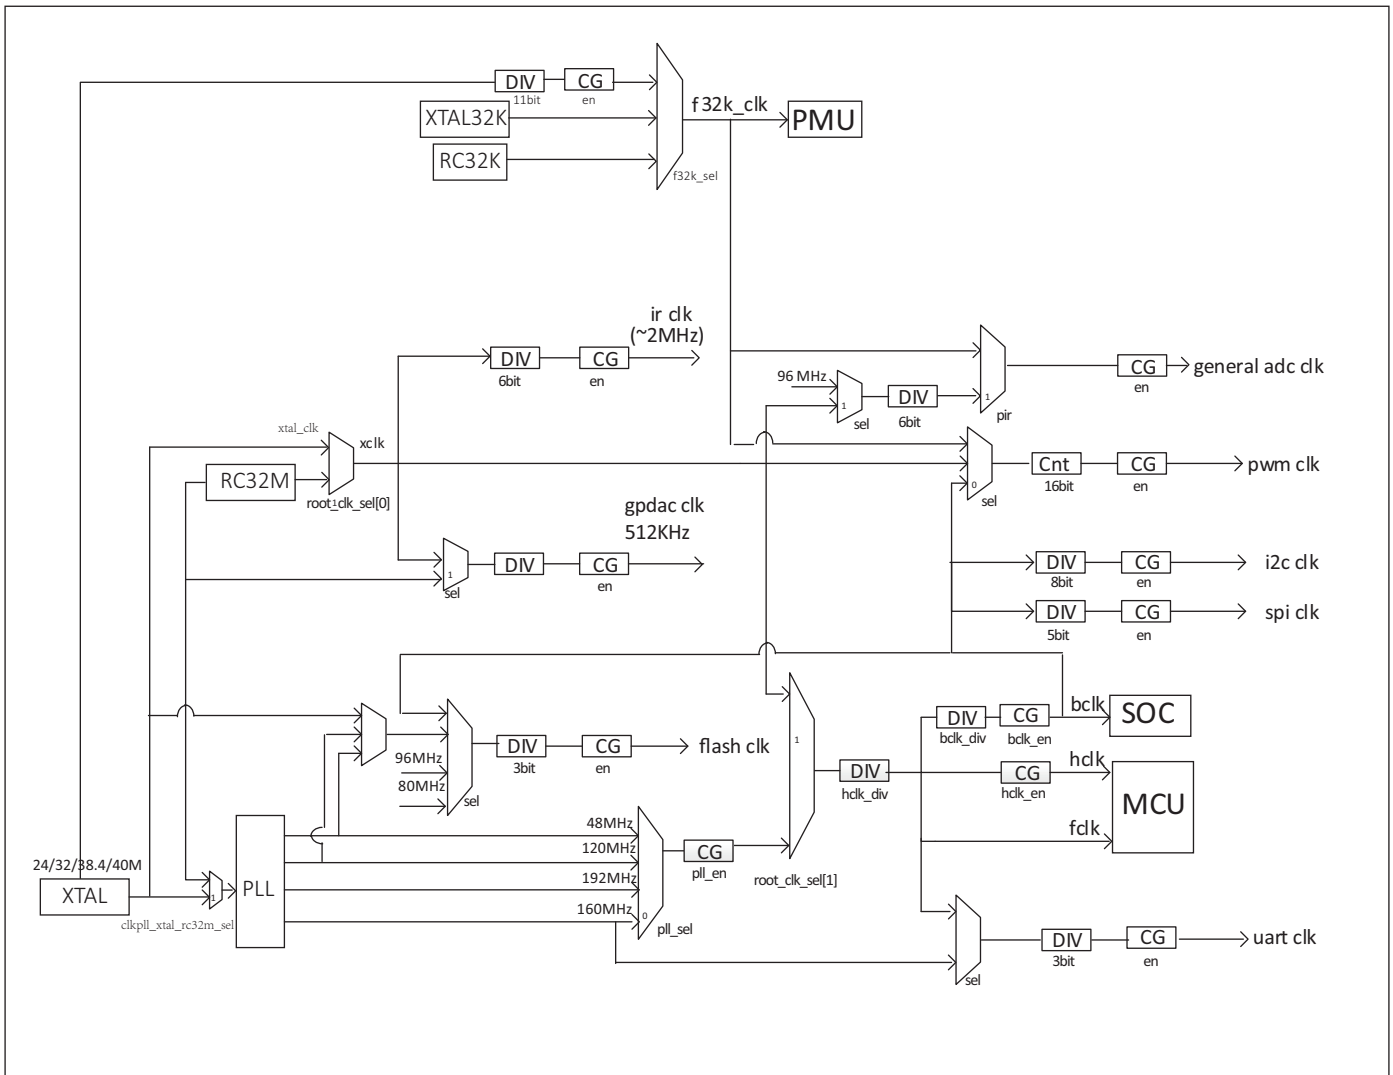 DIV
CG
11bit
en
XTAL32K
f32k_clk
PMU
RC32K
f32k_sel
ir clk
(~2MHz)
DIV
CG
6bit
en
96 MHz
1
sel
DIV
6bit
1
pir
CG
en
general adc clk
xtal_clk
xclk
RC32M
root_clk_sel[0]
1
0
sel
Cnt
16bit
CG
en
pwm clk
gpdac clk
512KHz
1
sel
DIV
CG
en
DIV
8bit
CG
en
i2c clk
DIV
5bit
CG
en
spi clk
96MHz
80MHz
sel
DIV
3bit
CG
en
flash clk
1
root_clk_sel[1]
DIV
hclk_div
DIV
bclk_div
CG
bclk_en
bclk
SOC
CG
hclk_en
hclk
fclk
MCU
48MHz
120MHz
192MHz
160MHz
0
pll_sel
CG
pll_en
24/32/38.4/40M
XTAL
1
clkpll_xtal_rc32m_sel
PLL
sel
DIV
3bit
CG
en
uart clk